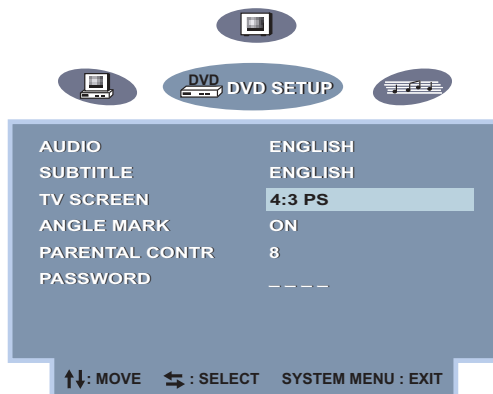 DVD DVD SETUP
AUDIO ENGLISH
SUBTITLE ENGLISH
TV SCREEN 4:3 PS
ANGLE MARK ON
PARENTAL CONTR 8
PASSWORD _ _ _ _
: MOVE : SELECT SYSTEM MENU : EXIT